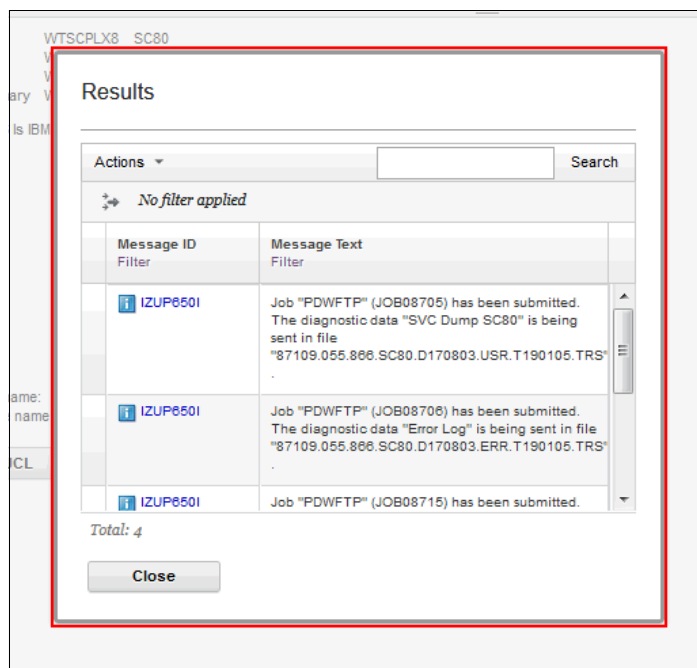 WTSCPLX8 SC80
W
W
ary W
Is IBM
Results
Actions
Search
No filter applied
Message ID
Message Text
Filter
Filter
IZUP650I
Job "PDWFTP" (JOB08705) has been submitted.
The diagnostic data "SVC Dump SC80" is being
sent in file
"87109.055.866.SC80.D170803.USR.T190105.TRS"
.
IZUP650I
Job "PDWFTP" (JOB08706) has been submitted.
The diagnostic data "Error Log" is being sent in file
"87109.055.866.SC80.D170803.ERR.T190105.TRS"
.
IZUP650I
Job "PDWFTP" (JOB08715) has been submitted.
ame:
name
JCL
Total: 4
Close